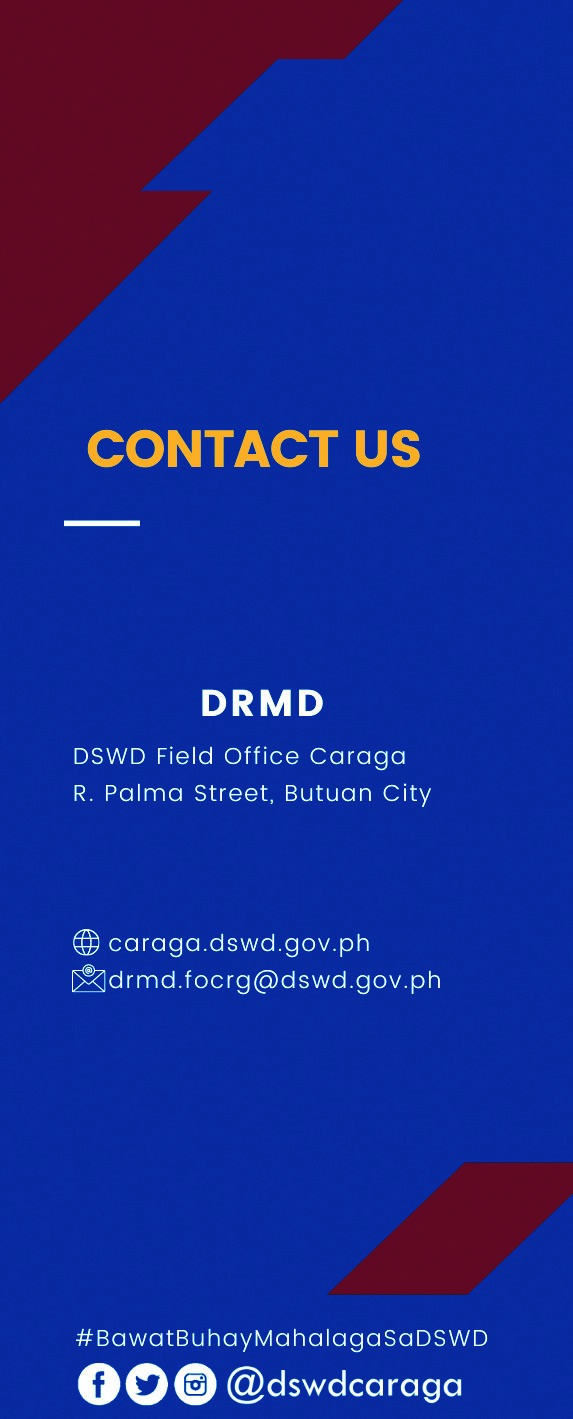 CONTACT US
DRMD
DSWD Field Office Caraga
R. Palma Street, Butuan City
caraga.dswd.gov.ph
drmd.focrg@dswd.gov.ph
#BawatBuhayMahalagaSaDSWD
@dswdcaraga